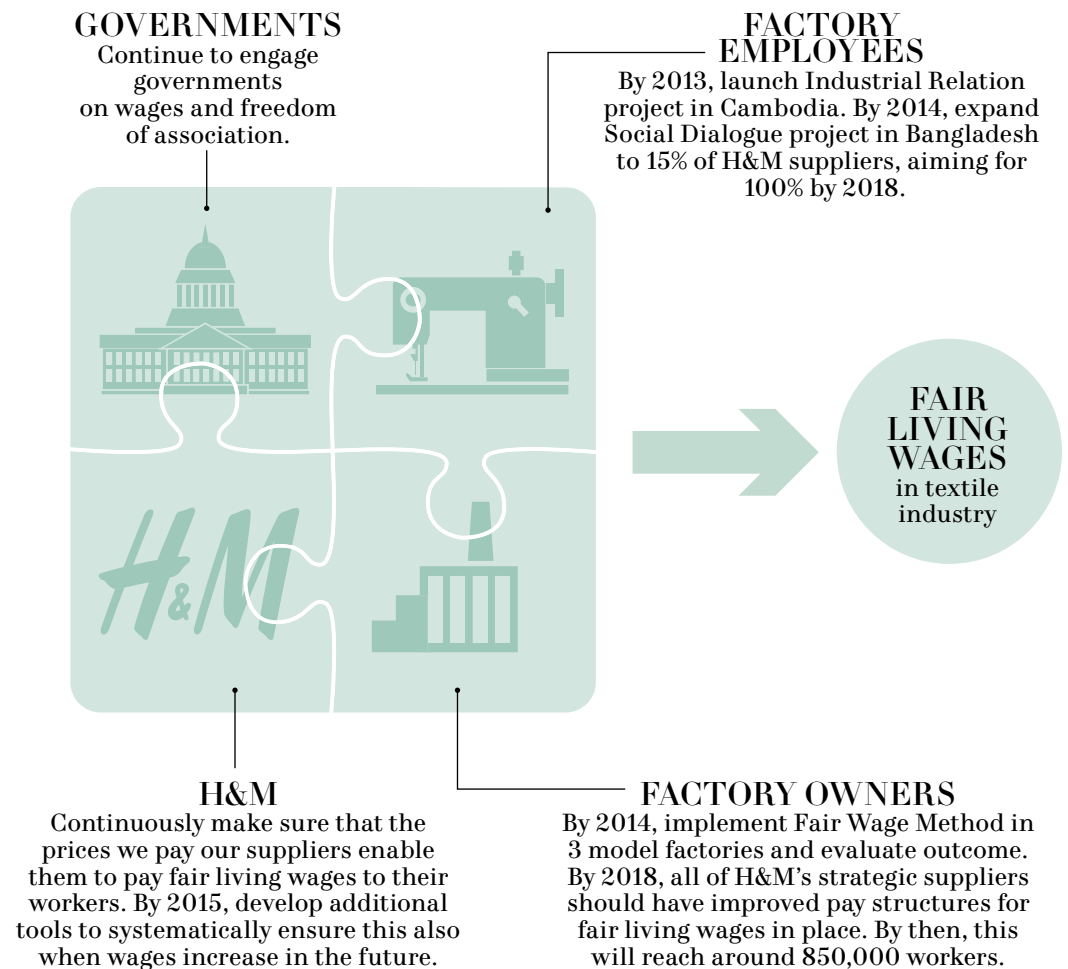 GOVERNMENTS
Continue to engage
governments
on wages and freedom
of association.
FACTORY
EMPLOYEES
By 2013, launch Industrial Relation
project in Cambodia. By 2014, expand
Social Dialogue project in Bangladesh
to 15% of H&M suppliers, aiming for
100% by 2018.
H&M
FAIR
LIVING
WAGES
in textile
industry
H&M
Continuously make sure that the
prices we pay our suppliers enable
them to pay fair living wages to their
workers. By 2015, develop additional
tools to systematically ensure this also
when wages increase in the future.
FACTORY OWNERS
By 2014, implement Fair Wage Method in
3 model factories and evaluate outcome.
By 2018, all of H&M’s strategic suppliers
should have improved pay structures for
fair living wages in place. By then, this
will reach around 850,000 workers.